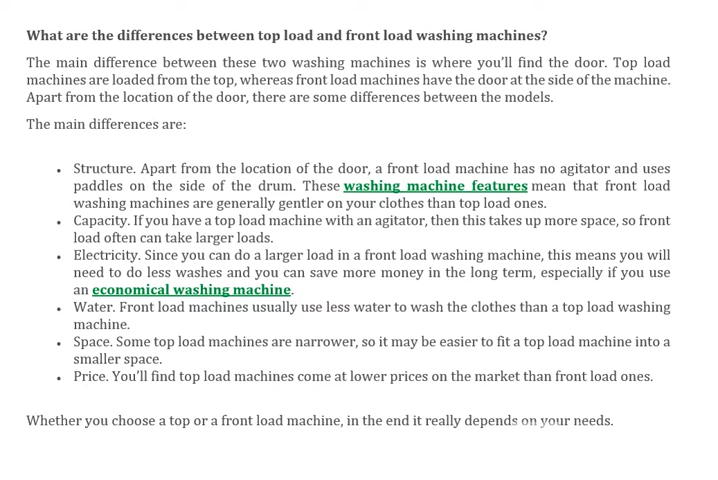 What are the differences between top load and front load washing machines?
The main difference between these two washing machines is where you'll find the door. Top load
machines are loaded from the top, whereas front load machines have the door at the side of the machine.
Apart from the location of the door, there are some differences between the models.
The main differences are:
• Structure. Apart from the location of the door, a front load machine has no agitator and uses
paddles on the side of the drum. These washing machine features mean that front load
washing machines are generally gentler on your clothes than top load ones.
• Capacity. If you have a top load machine with an agitator, then this takes up more space, so front
load often can take larger loads.
• Electricity. Since you can do a larger load in a front load washing machine, this means you will
need to do less washes and you can save more money in the long term, especially if you use
an economical washing machine.
• Water. Front load machines usually use less water to wash the clothes than a top load washing
machine.
• Space. Some top load machines are narrower, so it may be easier to fit a top load machine into a
smaller space.
• Price. You'll find top load machines come at lower prices on the market than front load ones.
Whether you choose a top or a front load machine, in the end it really depends on your needs.